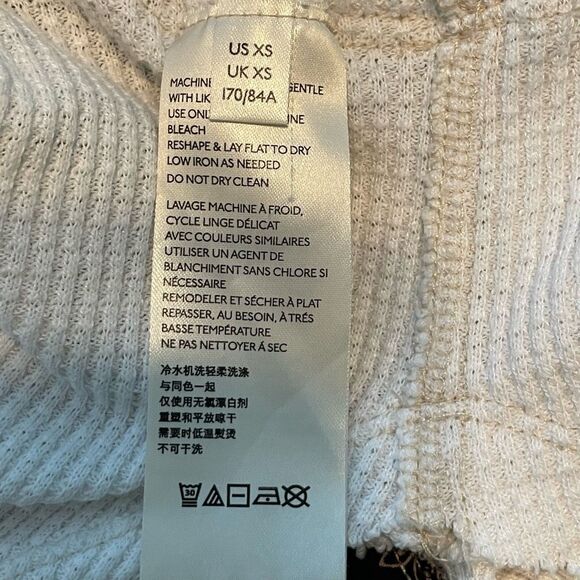 US XS
UK XS
170/84A
MACHINE GENTLE
WITH LIK
USE ONL
BLEACH
RESHAPE & LAY FLAT TO DRY
LOW IRON AS NEEDED
DO NOT DRY CLEAN
LAVAGE MACHINE À FROID,
CYCLE LINGE DÉLICAT
AVEC COULEURS SIMILAIRES
UTILISER UN AGENT DE
BLANCHIMENT SANS CHLORE SI
NÉCESSAIRE
REMODELER ET SÉCHER À PLAT
REPASSER, AU BESOIN, À TRÉS
BASSE TEMPÉRATURE
NE PAS NETTOYER Á SEC
冷水机洗轻柔洗涤
与同色一起
仅使用无氯漂白剂
重塑和平放晾干
需要时低温熨烫
不可干洗
30